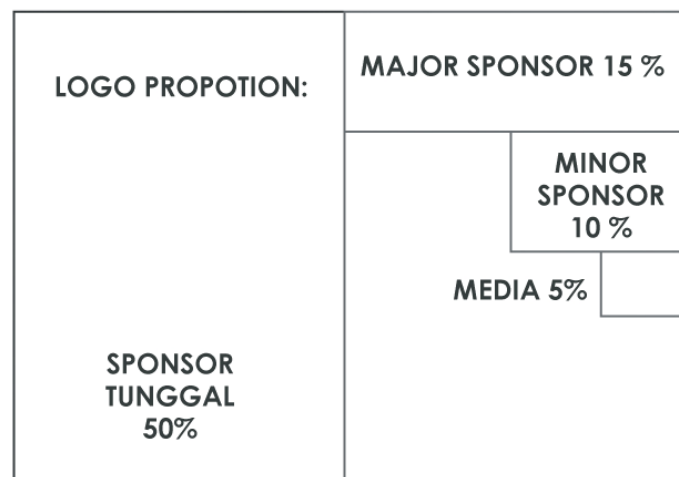 LOGO PROPOTION:
SPONSOR
TUNGGAL
50%
MAJOR SPONSOR 15 %
MINOR
SPONSOR
10 %
MEDIA 5%